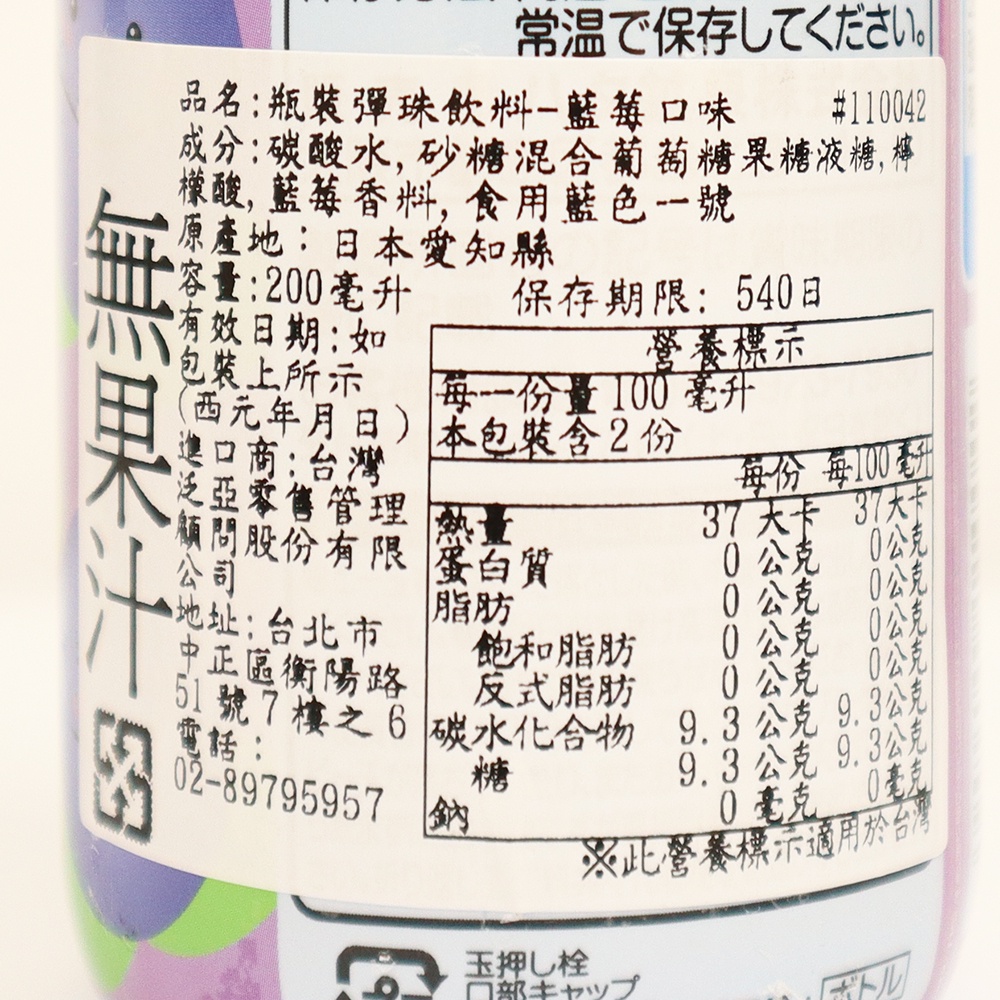 常温で保存してください。
品名:瓶裝彈珠飲料-藍莓口味 #110042
成分:碳酸水,砂糖混合葡萄糖果糖液糖,檸
檬酸,藍莓香料,食用藍色一號
原產地:日本愛知縣
容量:200毫升 保存期限:540日
有效日期:如
包裝上所示
(西元年月日)
進口商:台灣
泛亞零售管理
顧問股份有限
公司
地址:台北市
中正區衡陽路
51號7樓之6
電話:
02-89795957
營養標示
每一份量100毫升
本包裝含2份
每份 每100毫升
熱量 37大卡 37大卡
蛋白質 0公克 0公克
脂肪 0公克 0公克
飽和脂肪 0公克 0公克
反式脂肪 0公克 0公克
碳水化合物 9.3公克 9.3公克
糖 9.3公克 9.3公克
鈉 0毫克 0毫克
※此營養標示適用於台灣
無果汁
玉押し栓
口部キャップ
ボトル